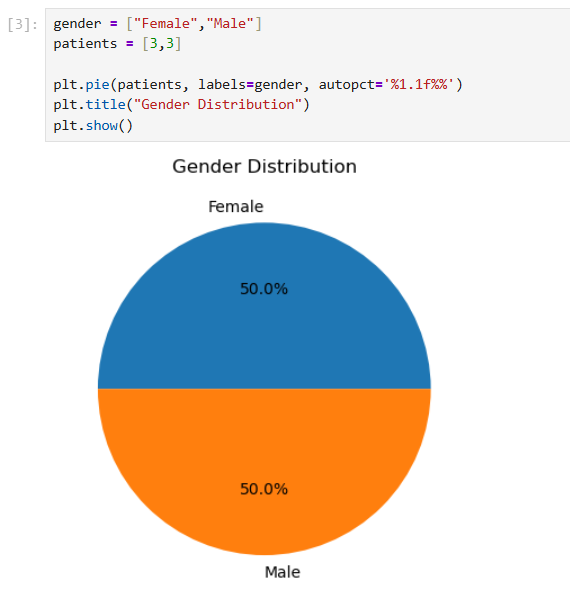 [3]: gender = ["Female","Male"]
patients = [3,3]
plt.pie(patients, labels=gender, autopct='%1.1f%%')
plt.title("Gender Distribution")
plt.show()
Gender Distribution
Female
50.0%
50.0%
Male